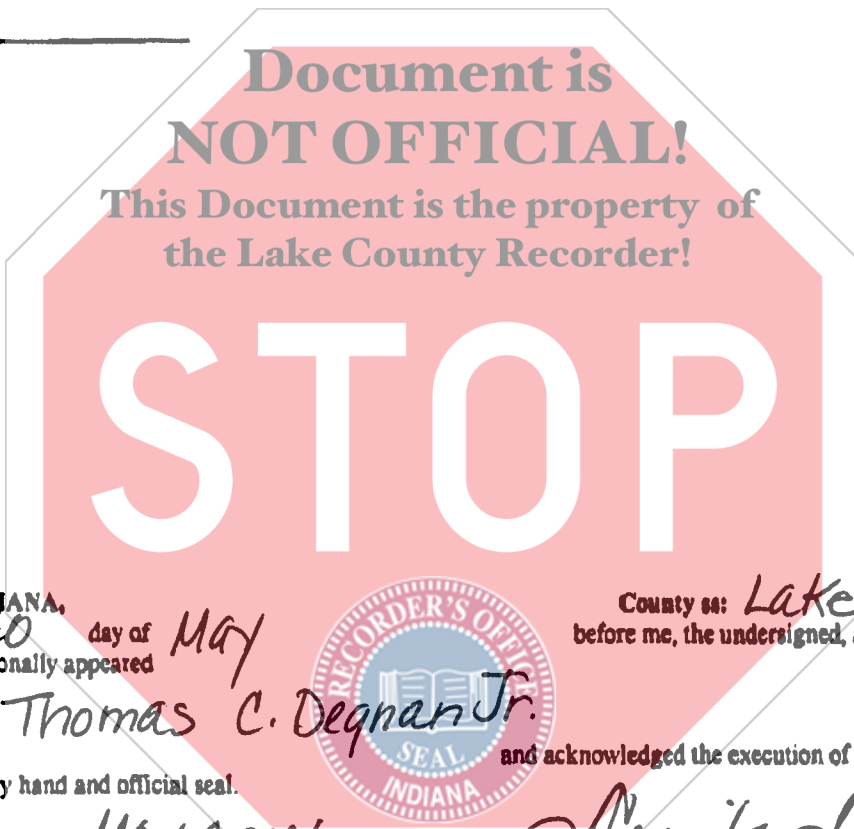 Document is
NOT OFFICIAL!
This Document is the property of
the Lake County Recorder!
STOP
IANA, County ss: Lake
0 day of May before me, the undersigned,
onally appeared
Thomas C. Degnan Jr.
and acknowledged the execution of
y hand and official seal.
RECORDER'S OFFICE
SEAL
INDIANA